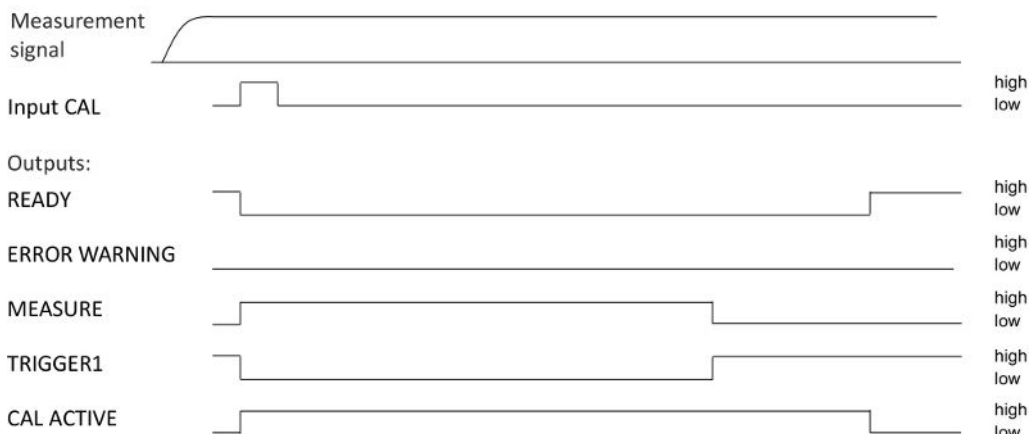 Measurement
signal
Input CAL
high
low
Outputs:
READY
high
low
ERROR WARNING
high
low
MEASURE
high
low
TRIGGER1
high
low
CAL ACTIVE
high
low